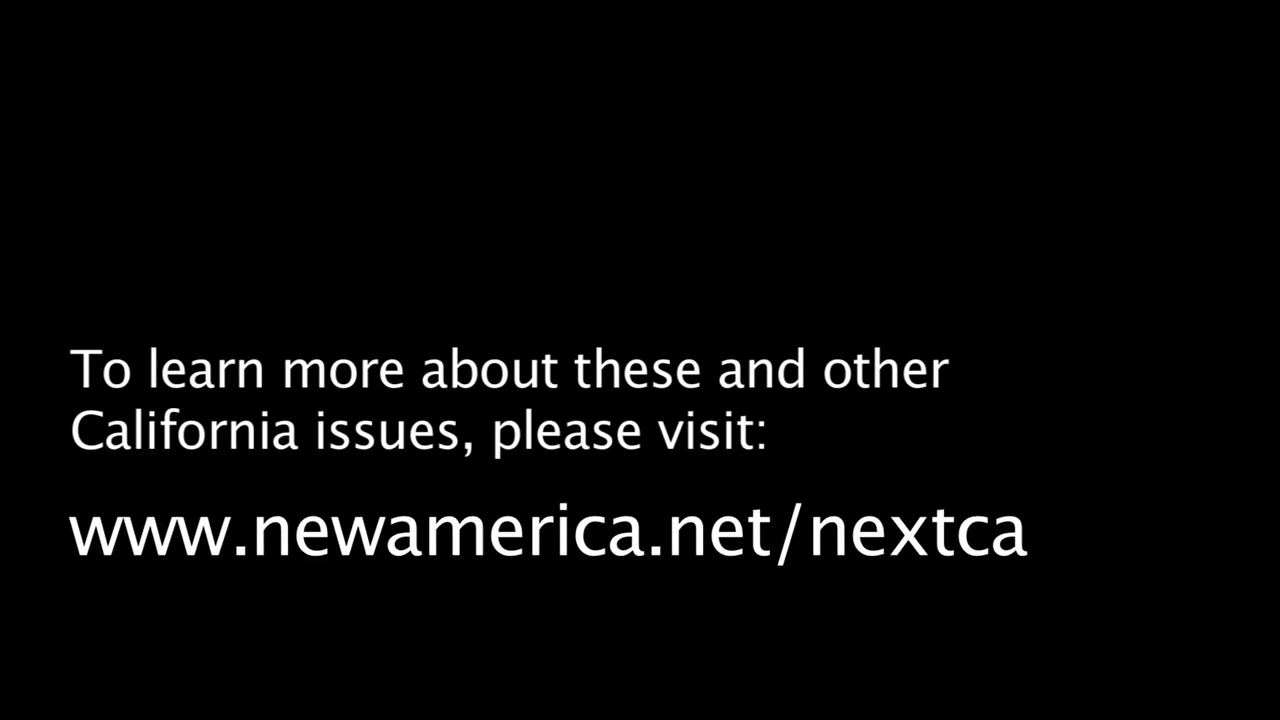 To learn more about these and other
California issues, please visit:
www.newamerica.net/nextca